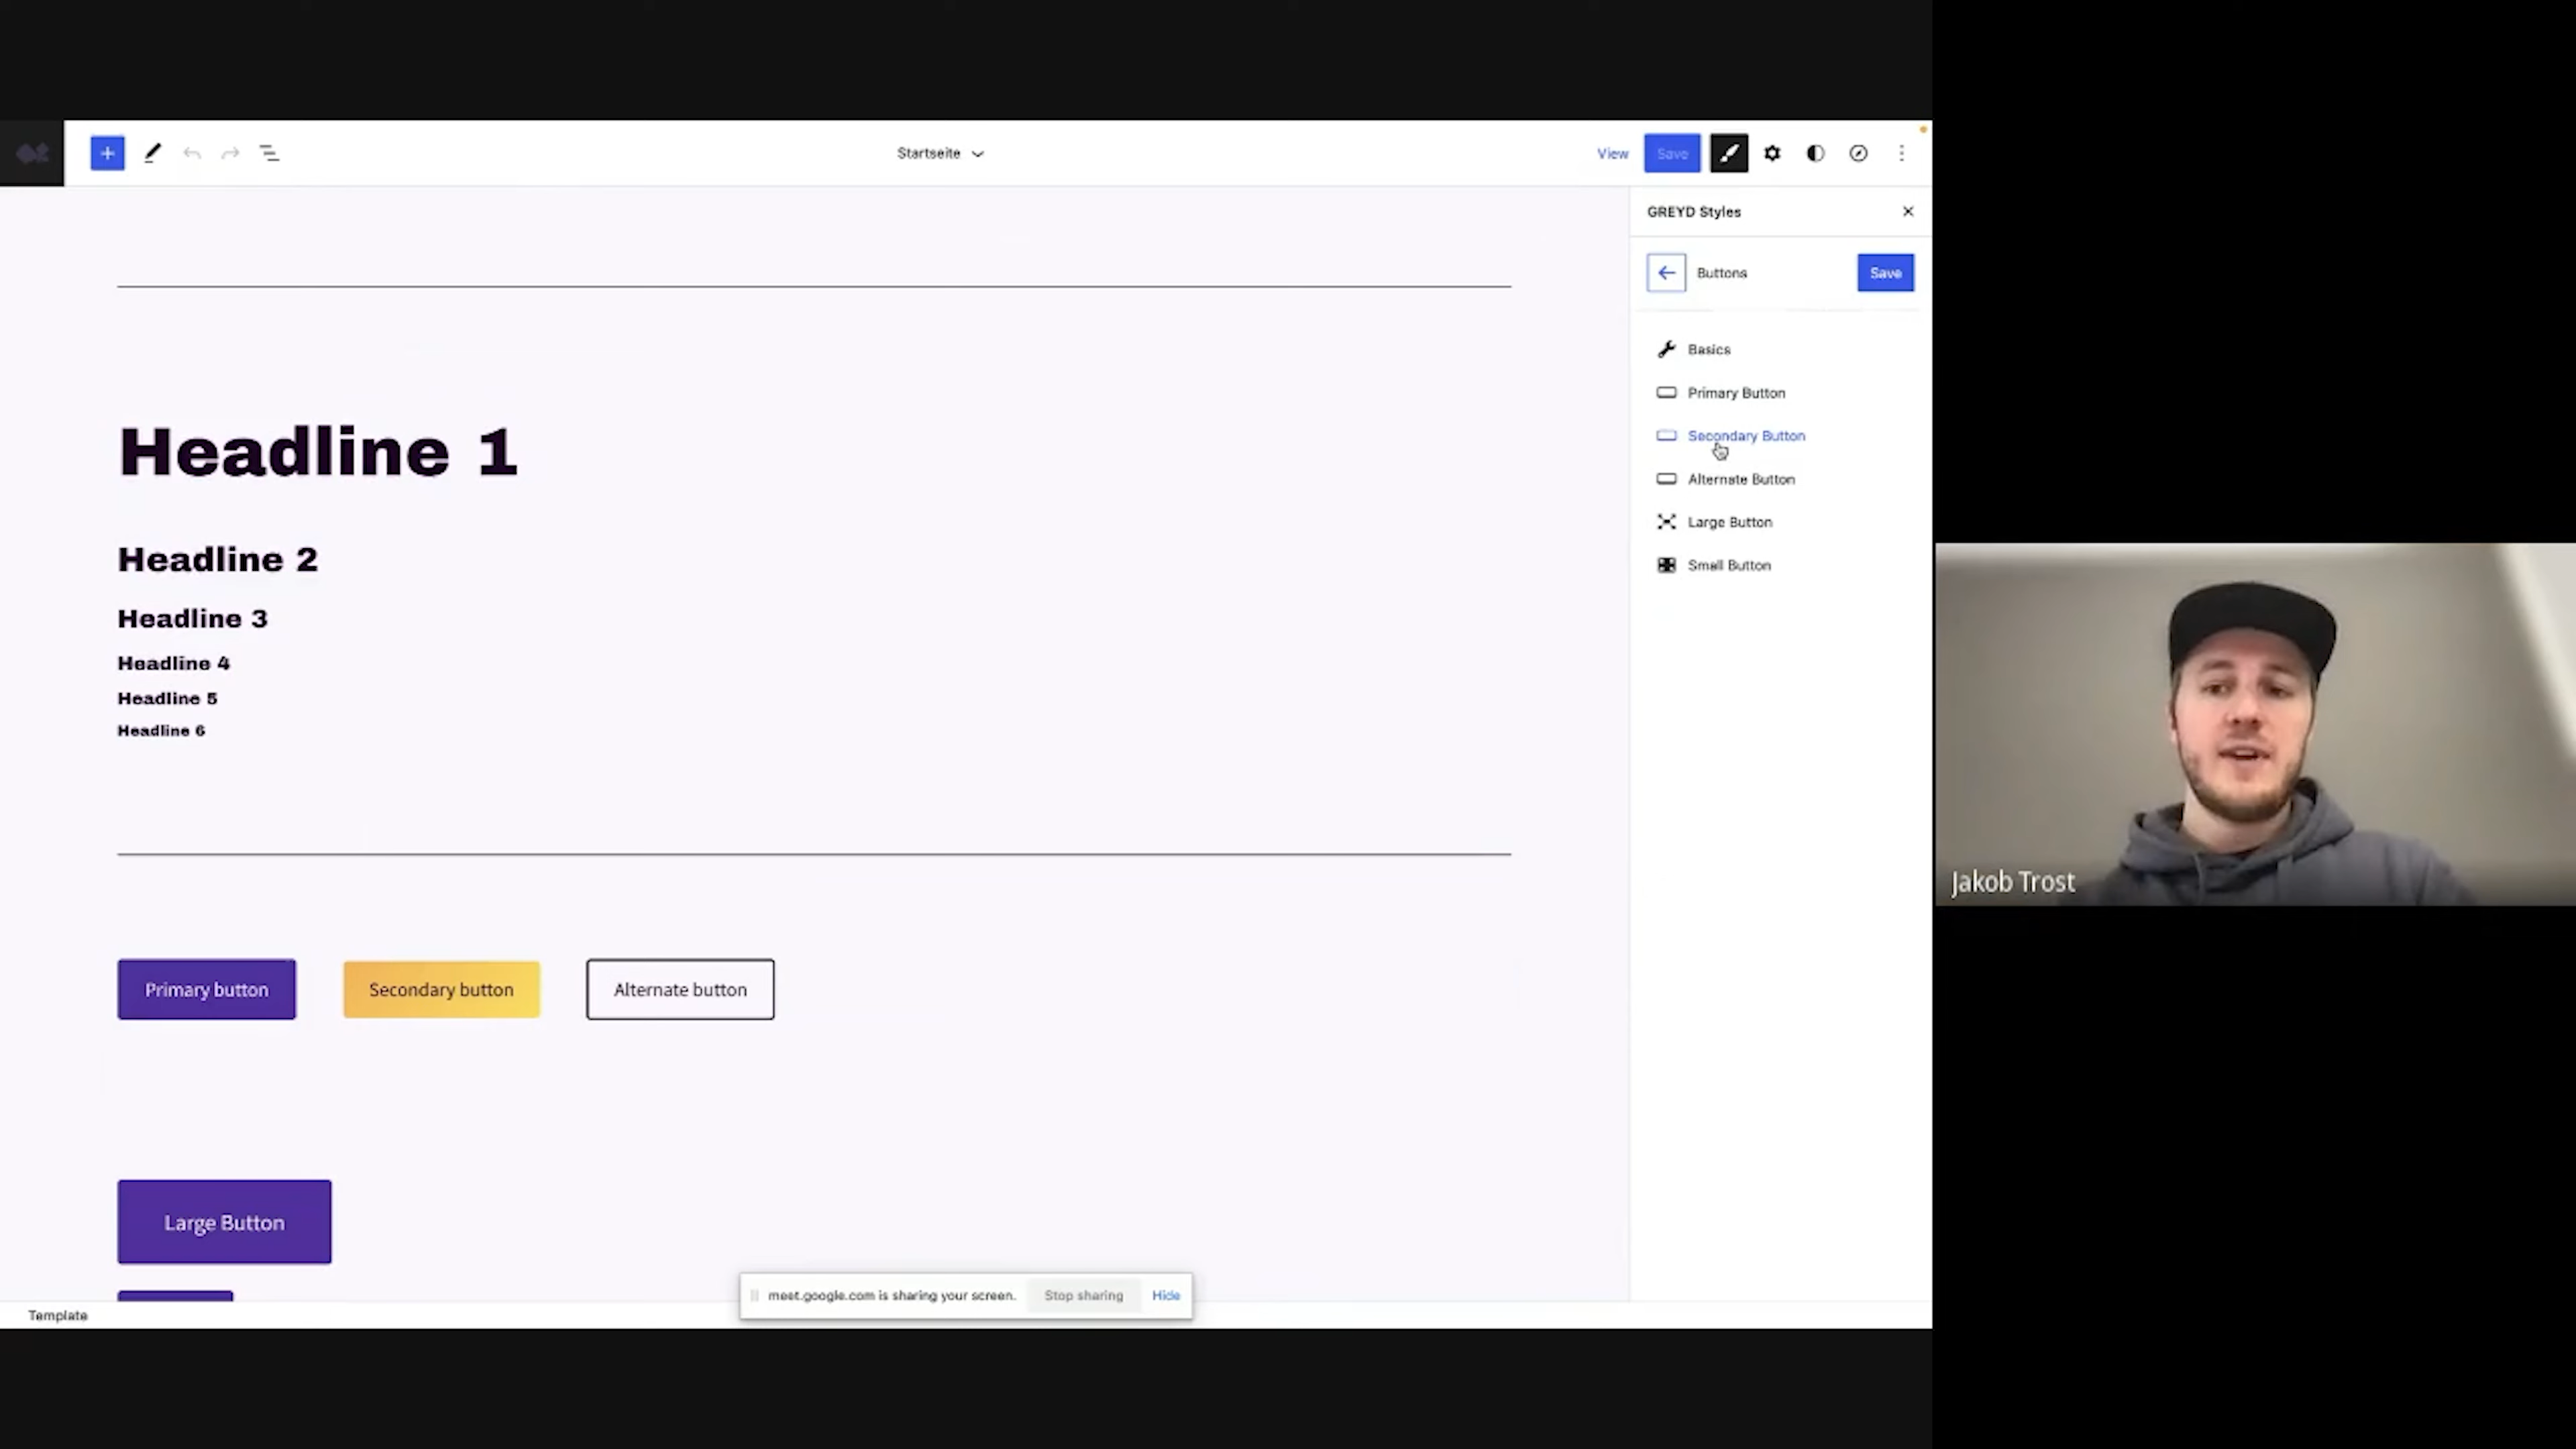 Startseite
View
Save
GREYD Styles
Buttons
Save
Basics
Primary Button
Secondary Button
Alternate Button
Large Button
Small Button
Headline 1
Headline 2
Headline 3
Headline 4
Headline 5
Headline 6
Primary button
Secondary button
Alternate button
Large Button
meet.google.com is sharing your screen.
Stop sharing
Hide
Template
Jakob Trost